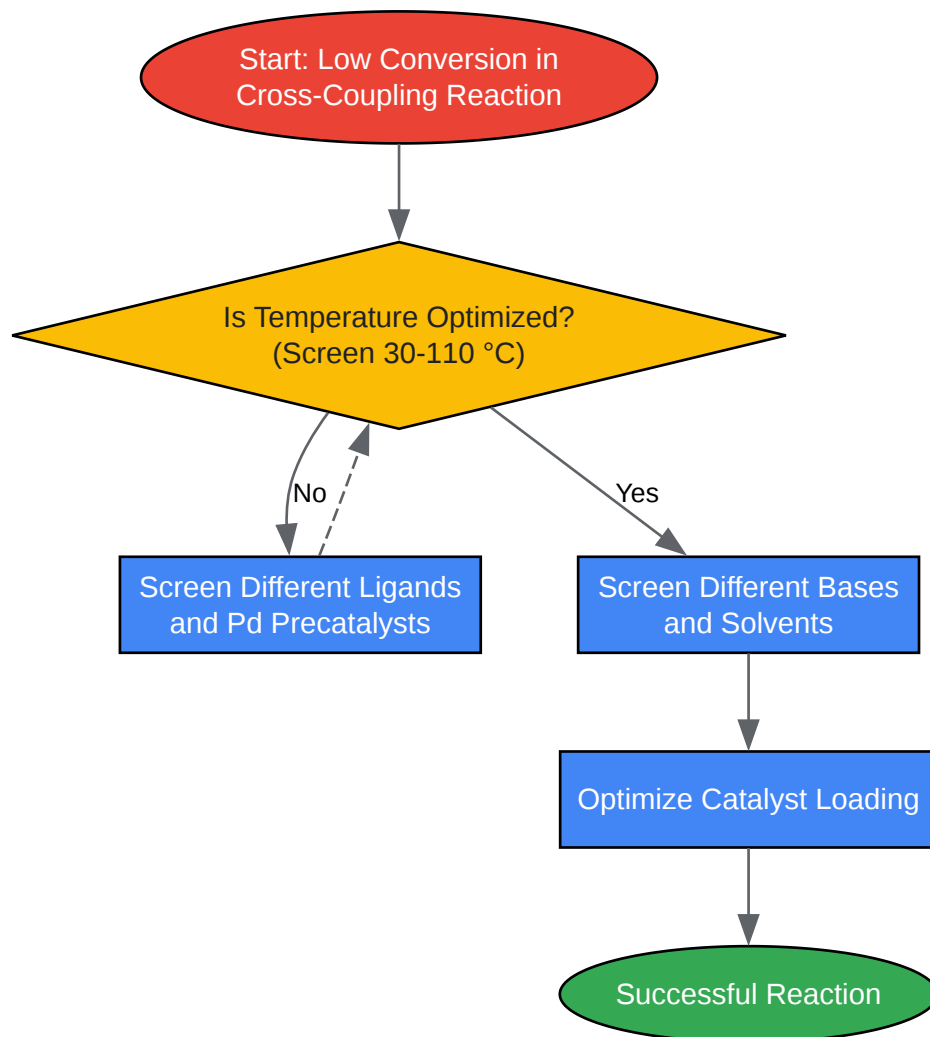 Start: Low Conversion in
Cross-Coupling Reaction
Is Temperature Optimized?
(Screen 30-110 °C)
No
Yes
Screen Different Ligands
and Pd Precatalysts
Screen Different Bases
and Solvents
Optimize Catalyst Loading
Successful Reaction